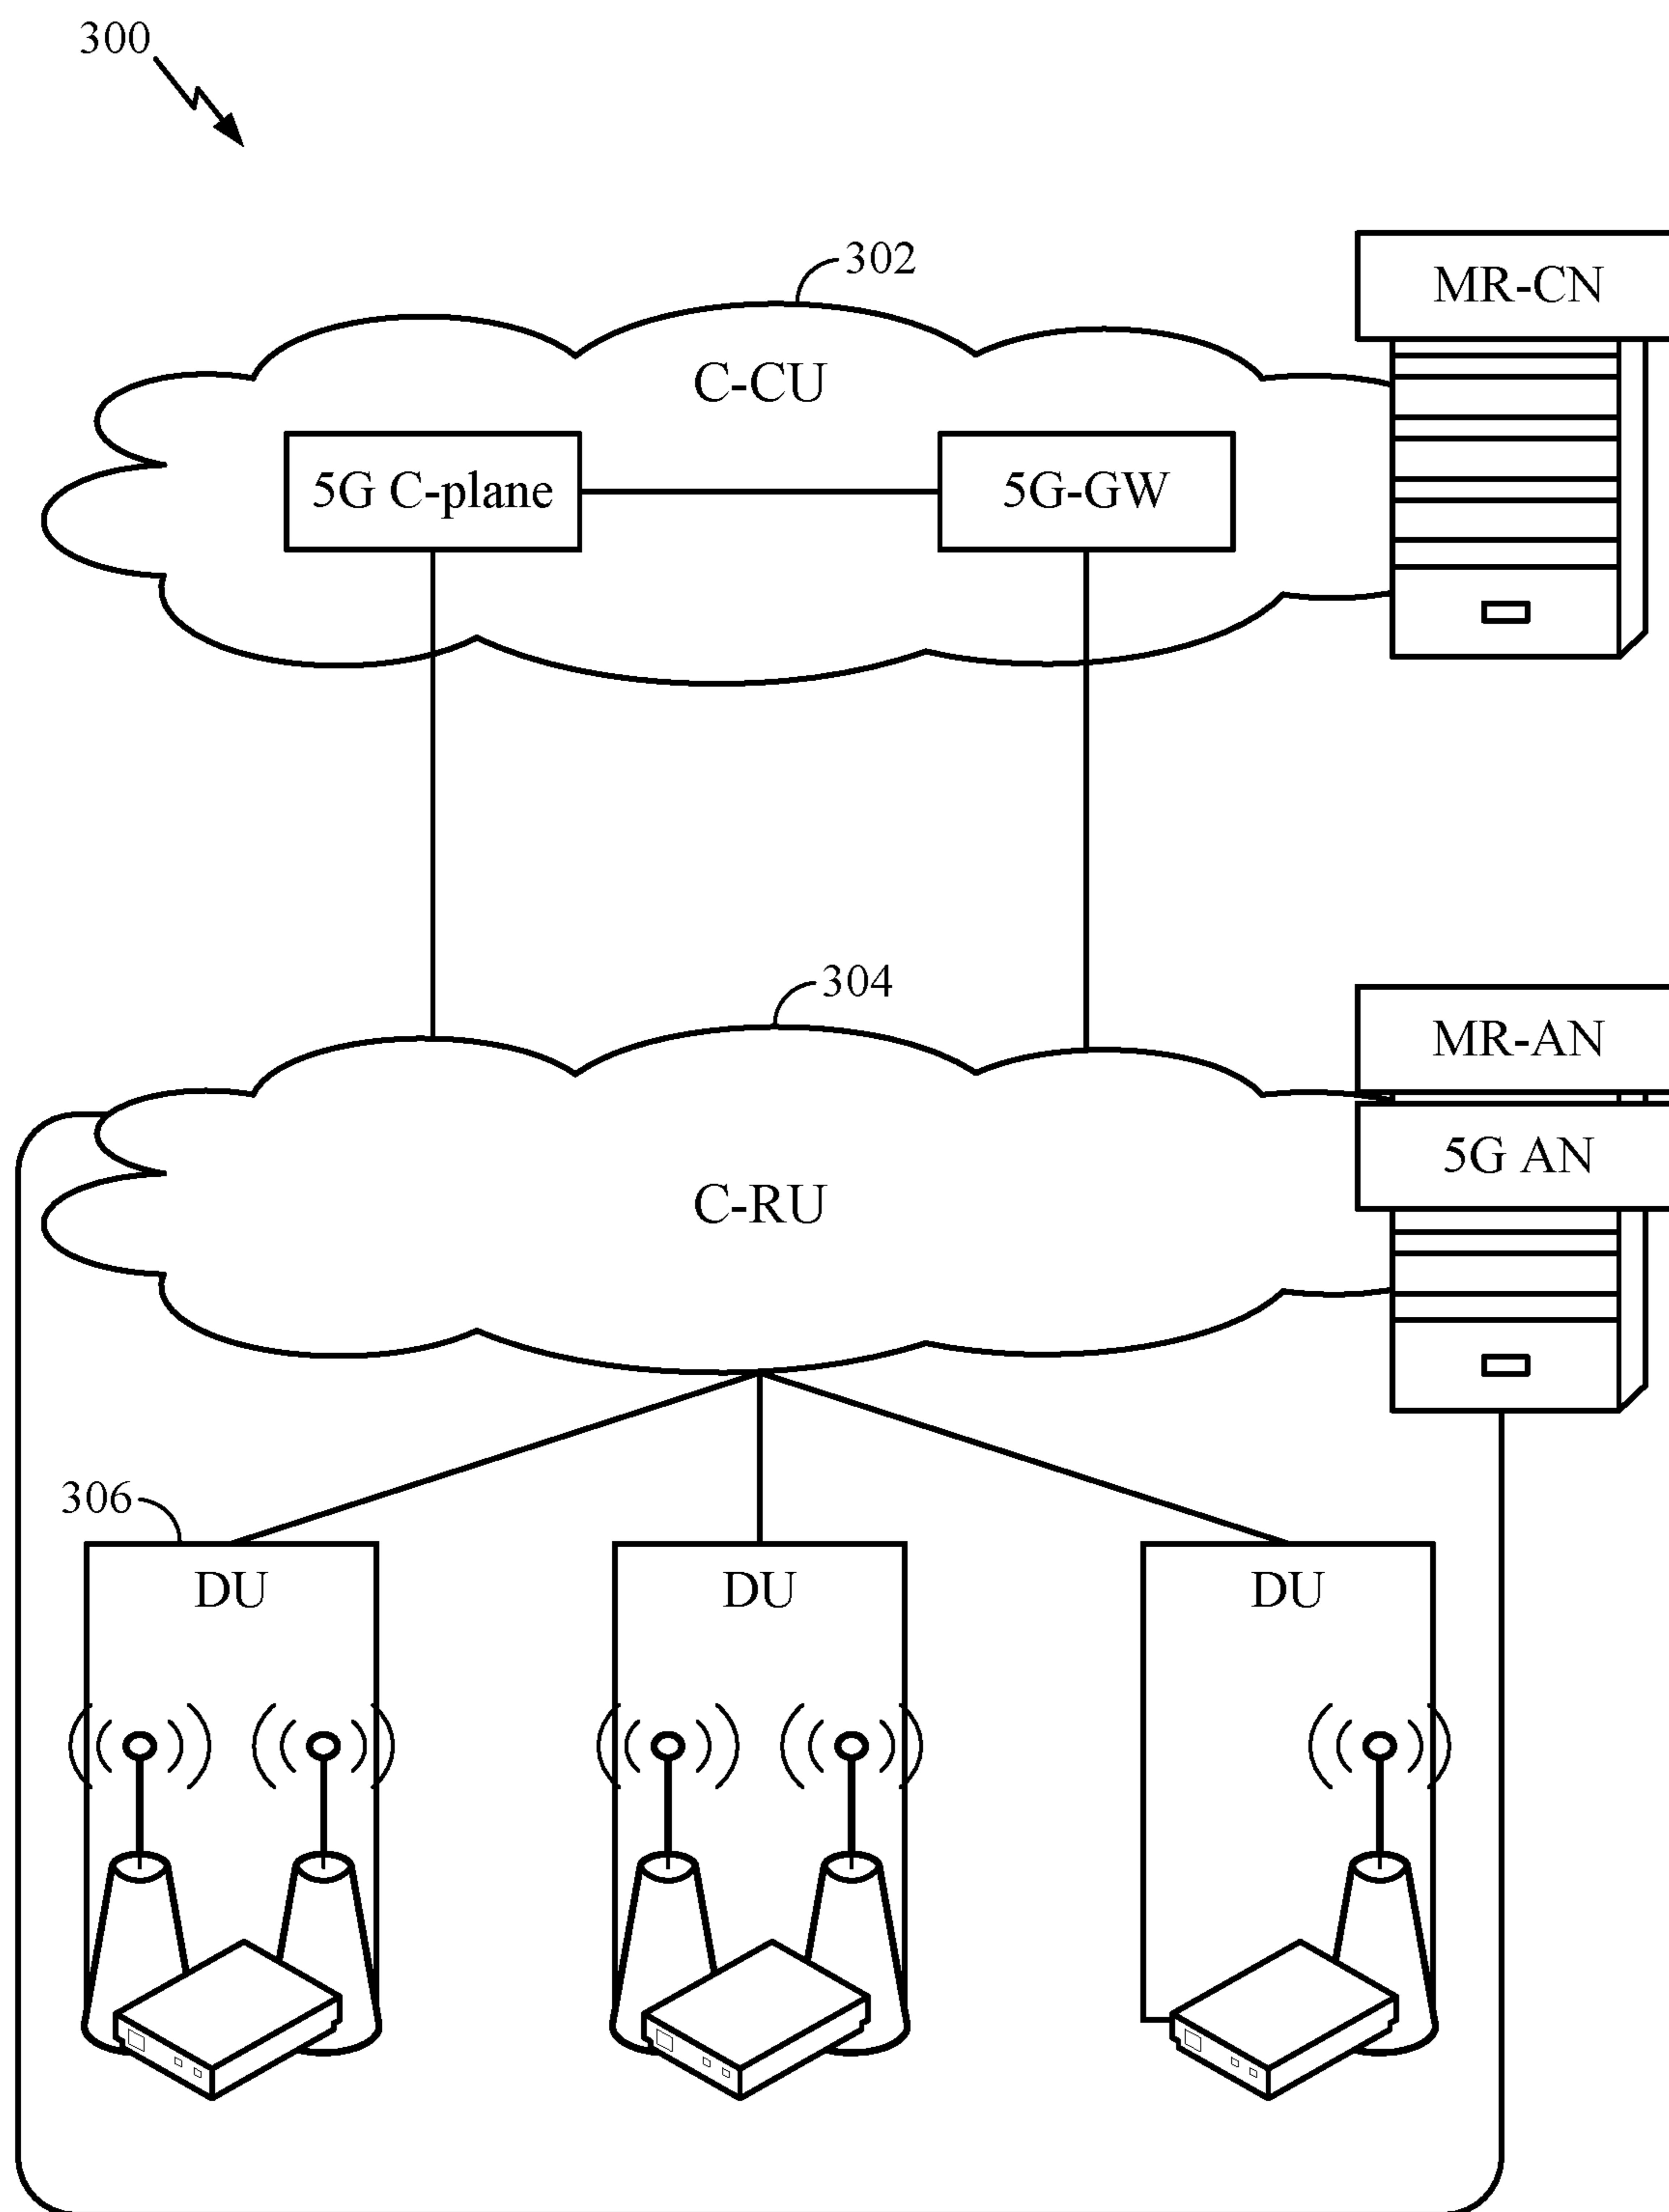 300
302
MR-CN
C-CU
5G C-plane
5G-GW
304
MR-AN
5G AN
C-RU
306
DU
DU
DU